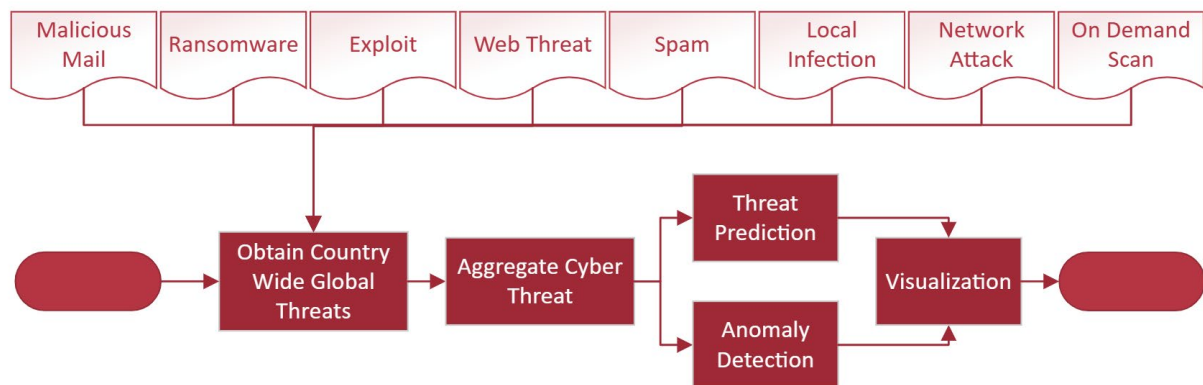 Malicious
Mail
Ransomware
Exploit
Web Threat
Spam
Local
Infection
Network
Attack
On Demand
Scan
Obtain Country
Wide Global
Threats
Aggregate Cyber
Threat
Threat
Prediction
Anomaly
Detection
Visualization